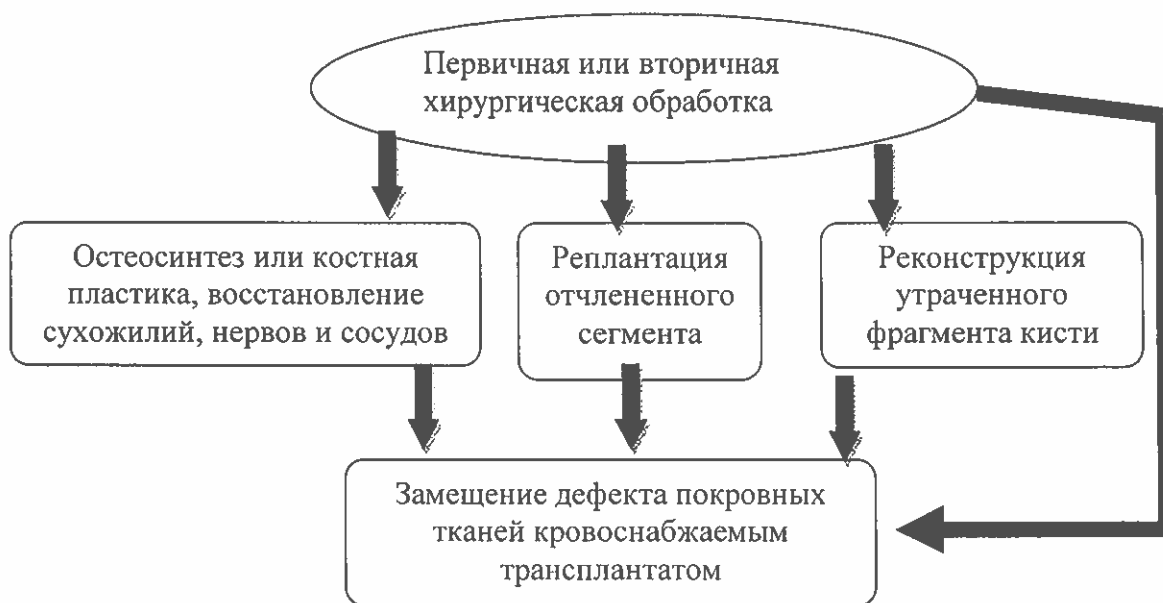 Первичная или вторичная
хирургическая обработка
Остеосинтез или костная
пластика, восстановление
сухожилий, нервов и сосудов
Реплантация
отчлененного
сегмента
Реконструкция
утраченного
фрагмента кисти
Замещение дефекта покровных
тканей кровоснабжаемым
трансплантатом